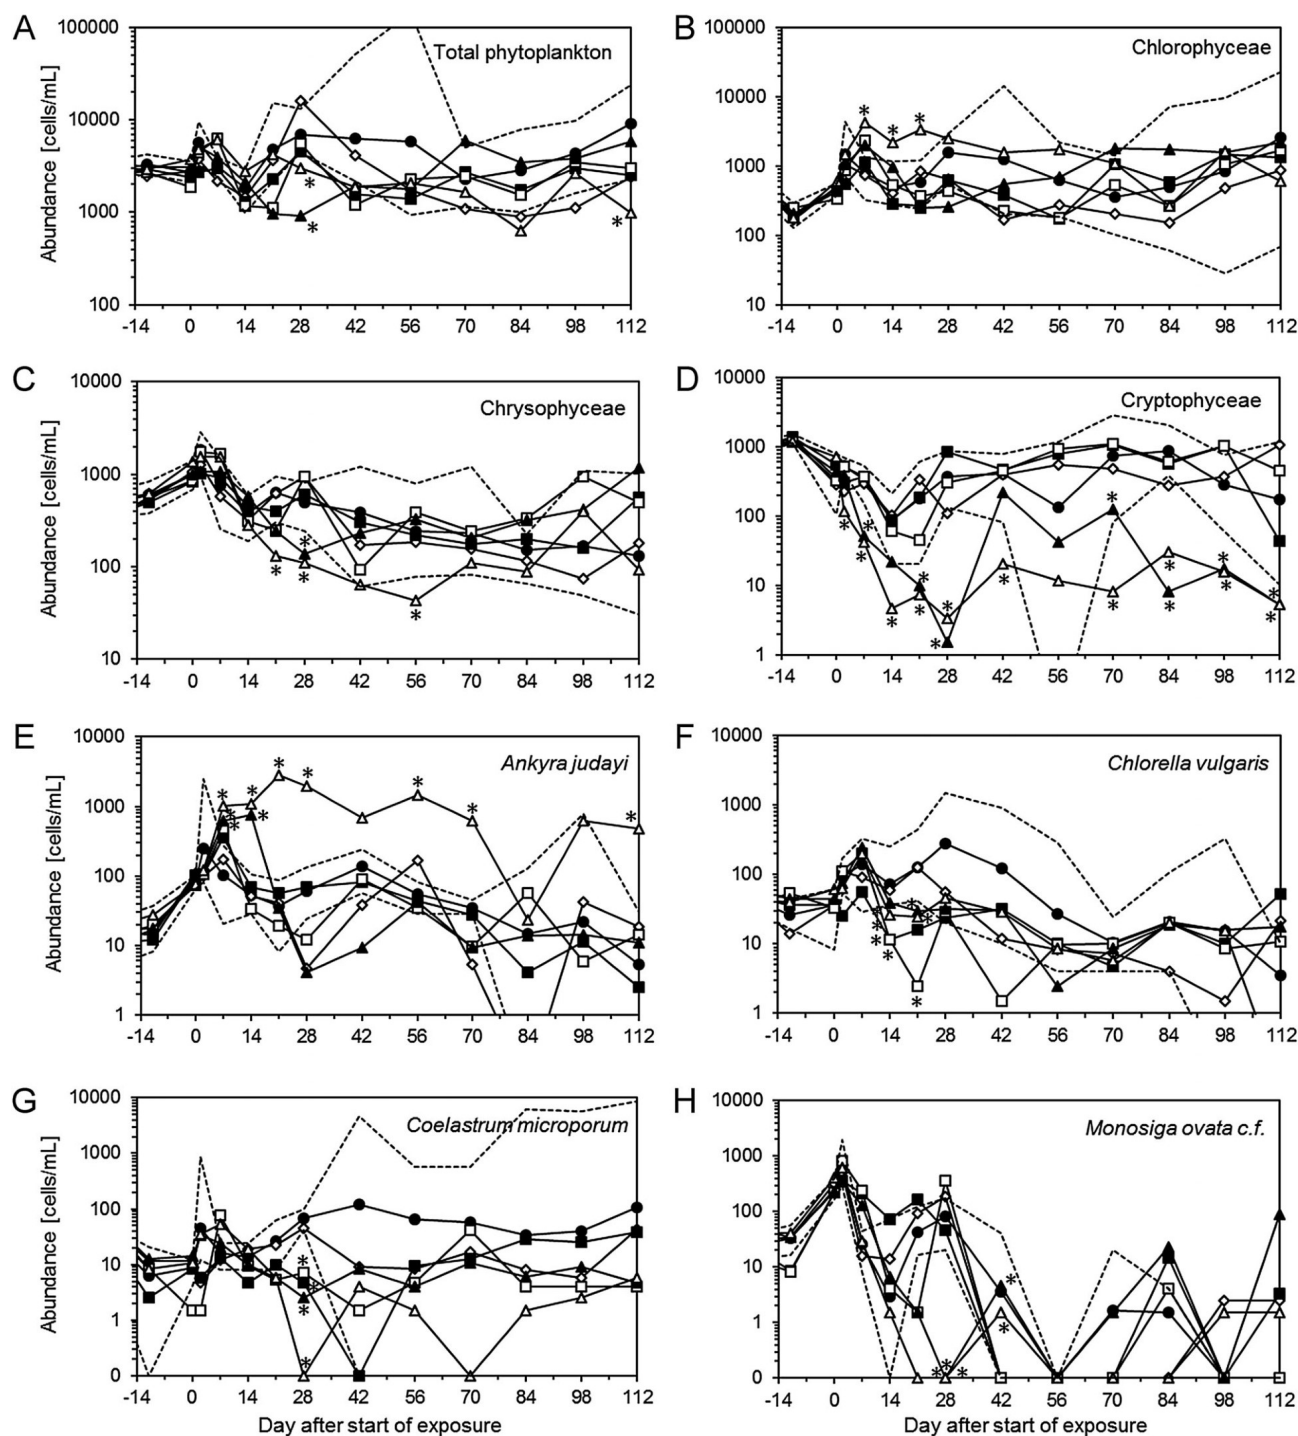 A
Total phytoplankton
Abundance [cells/mL]
100000
10000
1000
100
-14 0 14 28 42 56 70 84 98 112
B
Chlorophyceae
100000
10000
1000
100
10
-14 0 14 28 42 56 70 84 98 112
C
Chrysophyceae
Abundance [cells/mL]
10000
1000
100
10
-14 0 14 28 42 56 70 84 98 112
D
Cryptophyceae
10000
1000
100
10
1
-14 0 14 28 42 56 70 84 98 112
E
Ankyra judayi
Abundance [cells/mL]
10000
1000
100
10
1
-14 0 14 28 42 56 70 84 98 112
F
Chlorella vulgaris
10000
1000
100
10
1
-14 0 14 28 42 56 70 84 98 112
G
Coelastrum microporum
Abundance [cells/mL]
10000
1000
100
10
1
0
-14 0 14 28 42 56 70 84 98 112
Day after start of exposure
H
Monosiga ovata c.f.
10000
1000
100
10
1
0
-14 0 14 28 42 56 70 84 98 112
Day after start of exposure